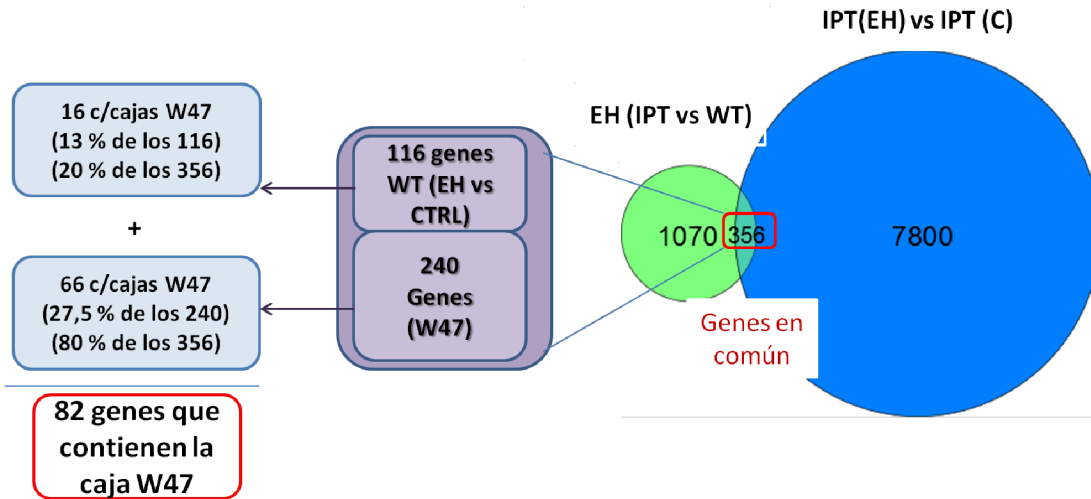 16 c/cajas W47
(13 % de los 116)
(20 % de los 356)
+
66 c/cajas W47
(27,5 % de los 240)
(80 % de los 356)
82 genes que
contienen la
caja W47
116 genes
WT (EH vs
CTRL)
240
Genes
(W47)
EH (IPT vs WT)
IPT(EH) vs IPT (C)
1070
356
7800
Genes en
común